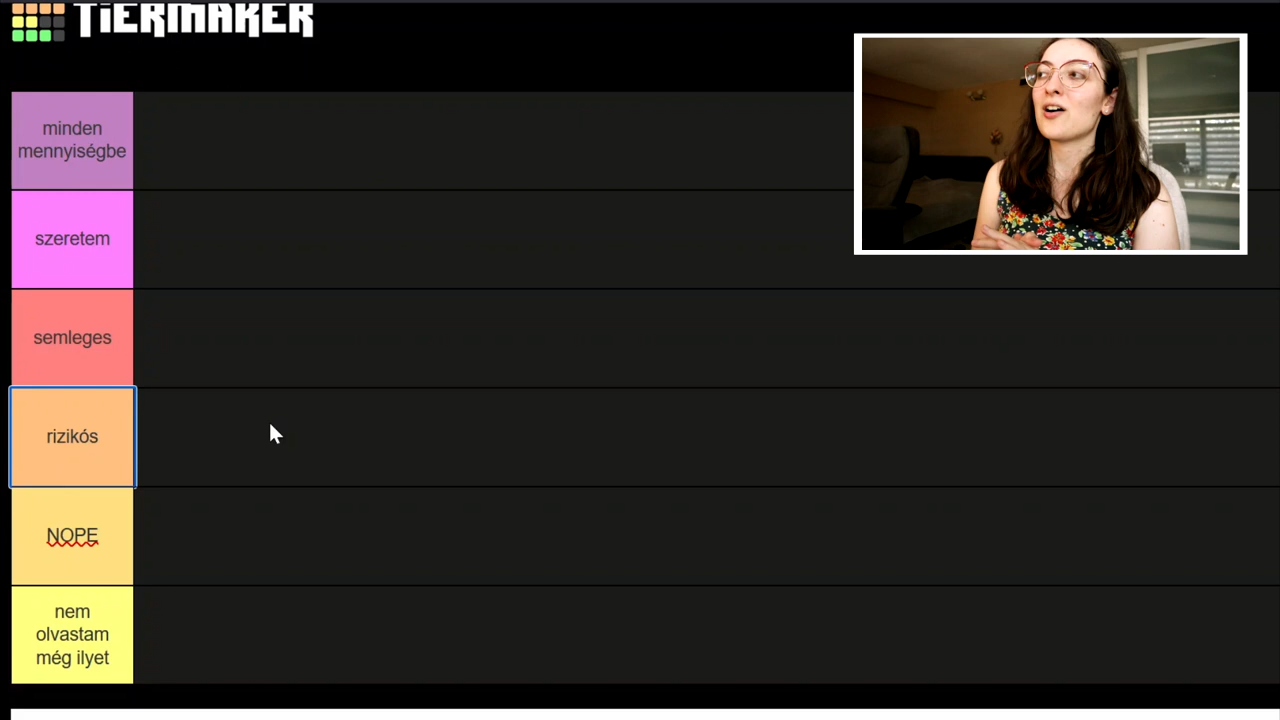 TiERMAKER
minden
mennyiségbe
szeretem
semleges
rizikós
NOPE
nem
olvastam
még ilyet